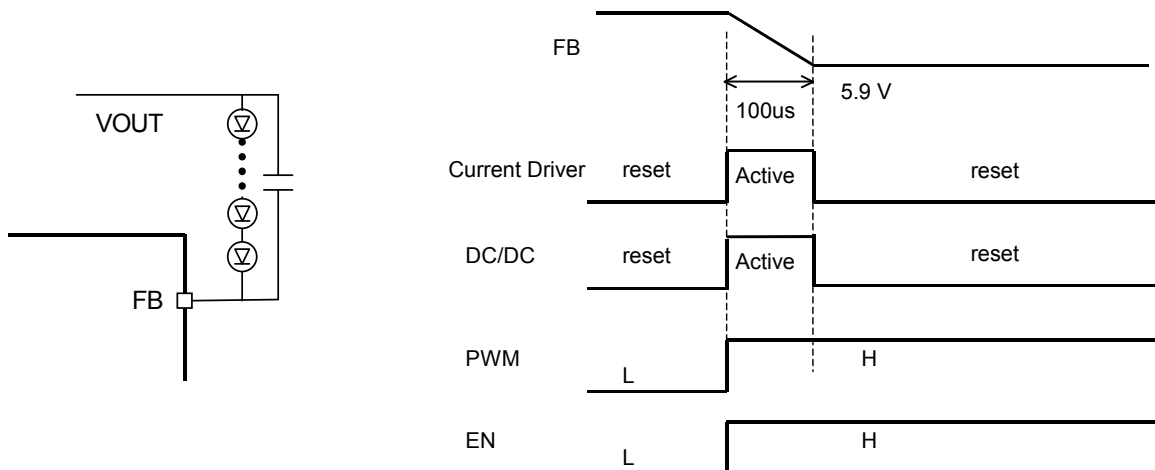 VOUT
FB
FB
5.9 V
100us
Current Driver reset Active reset
DC/DC reset Active reset
PWM L H
EN L H